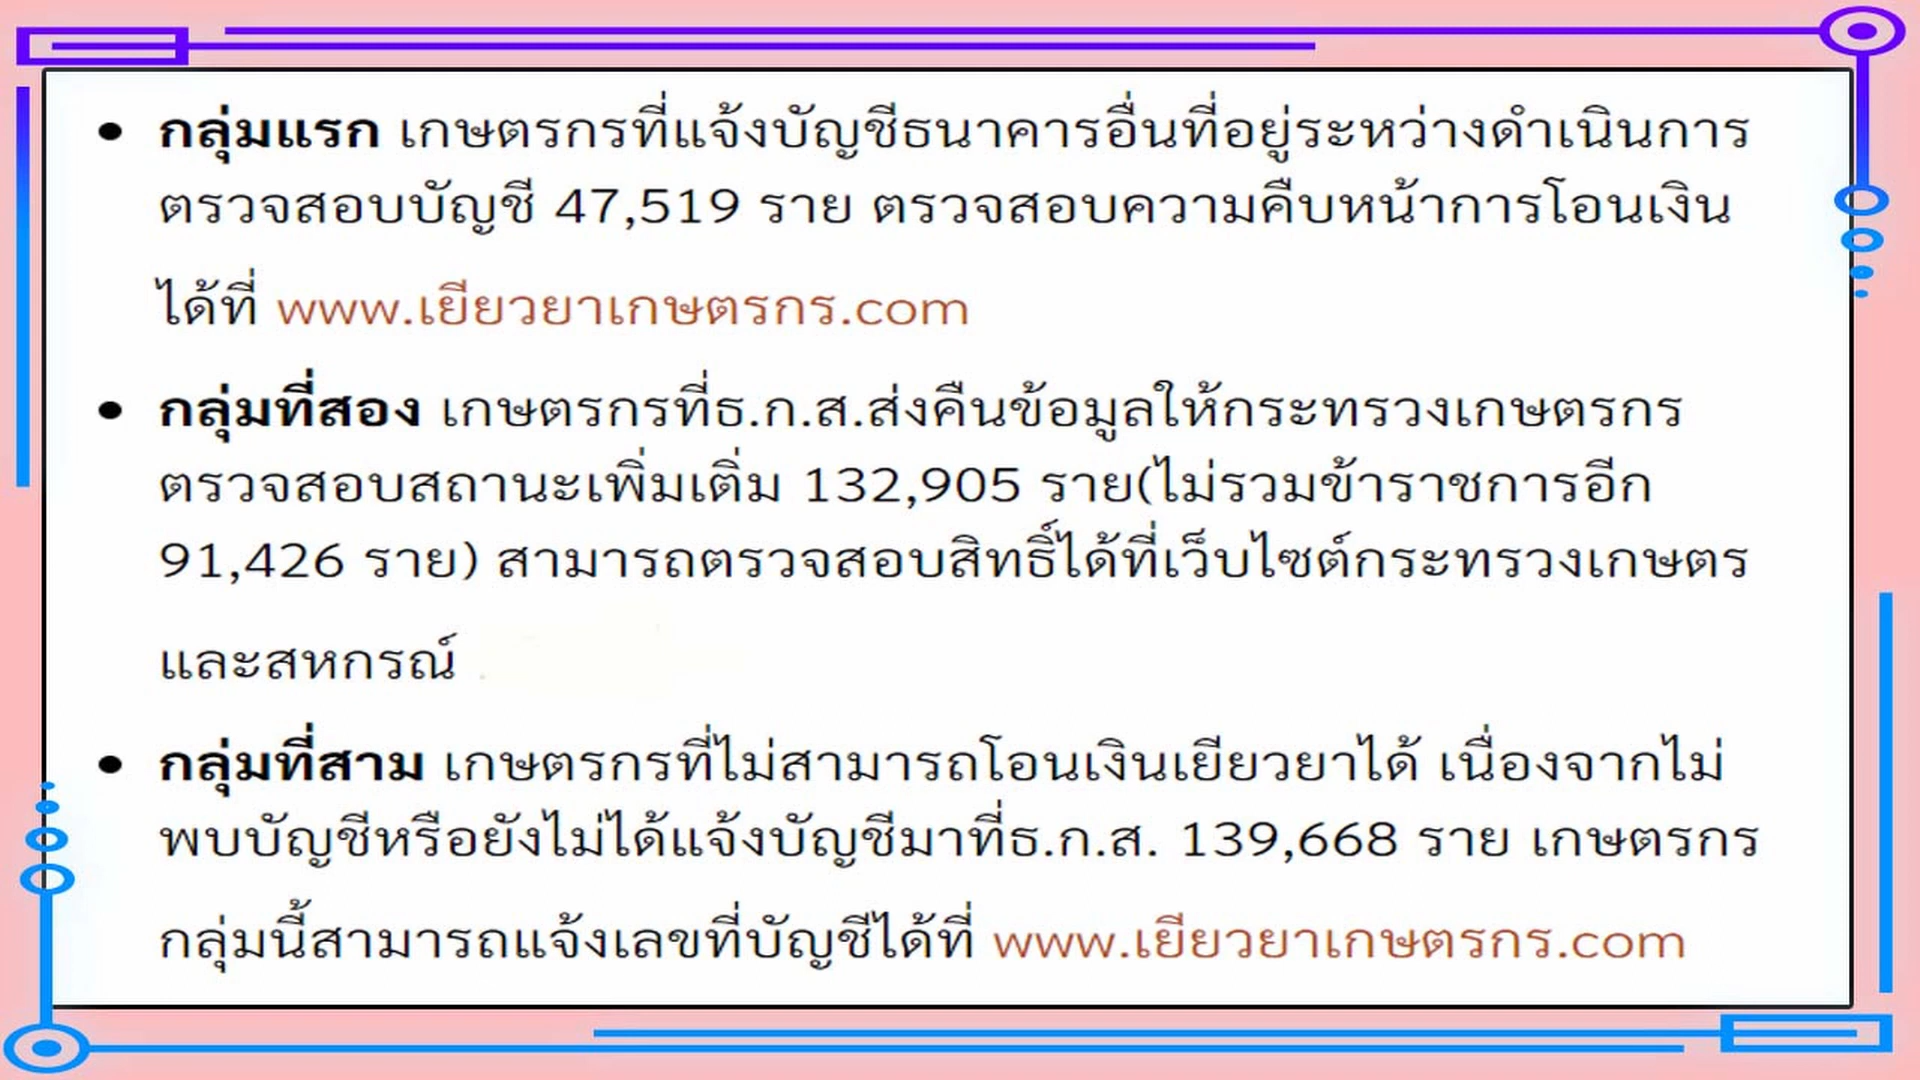 • กลุ่มแรก เกษตรกรที่แจ้งบัญชีธนาคารอื่นที่อยู่ระหว่างดำเนินการ
ตรวจสอบบัญชี 47,519 ราย ตรวจสอบความคืบหน้าการโอนเงิน
ได้ที่ www.เยียวยาเกษตรกร.com
• กลุ่มที่สอง เกษตรกรที่ธ.ก.ส.ส่งคืนข้อมูลให้กระทรวงเกษตรกร
ตรวจสอบสถานะเพิ่มเติ่ม 132,905 ราย(ไม่รวมข้าราชการอีก
91,426 ราย) สามารถตรวจสอบสิทธิ์ได้ที่เว็บไซต์กระทรวงเกษตร
และสหกรณ์
• กลุ่มที่สาม เกษตรกรที่ไม่สามารถโอนเงินเยียวยาได้ เนื่องจากไม่
พบบัญชีหรือยังไม่ได้แจ้งบัญชีมาที่ธ.ก.ส. 139,668 ราย เกษตรกร
กลุ่มนี้สามารถแจ้งเลขที่บัญชีได้ที่ www.เยียวยาเกษตรกร.com